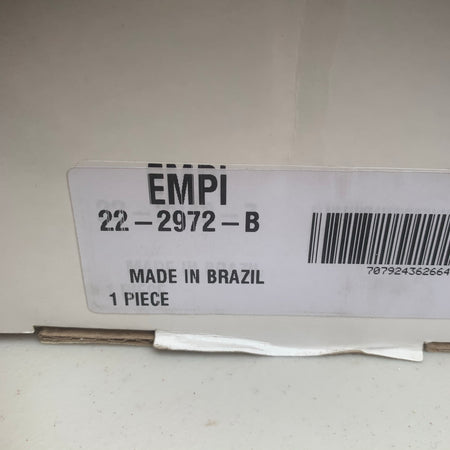 EMPI
22-2972-B
707924362664
MADE IN BRAZIL
1 PIECE